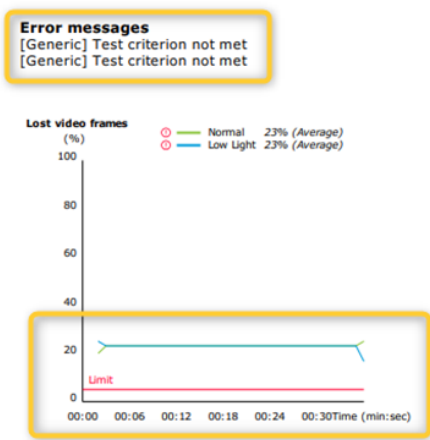 Error messages
[Generic] Test criterion not met
[Generic] Test criterion not met
Lost video frames
(%)
Normal 23% (Average)
Low Light 23% (Average)
100
80
60
40
20
Limit
0
00:00 00:06 00:12 00:18 00:24 00:30Time (min:sec)